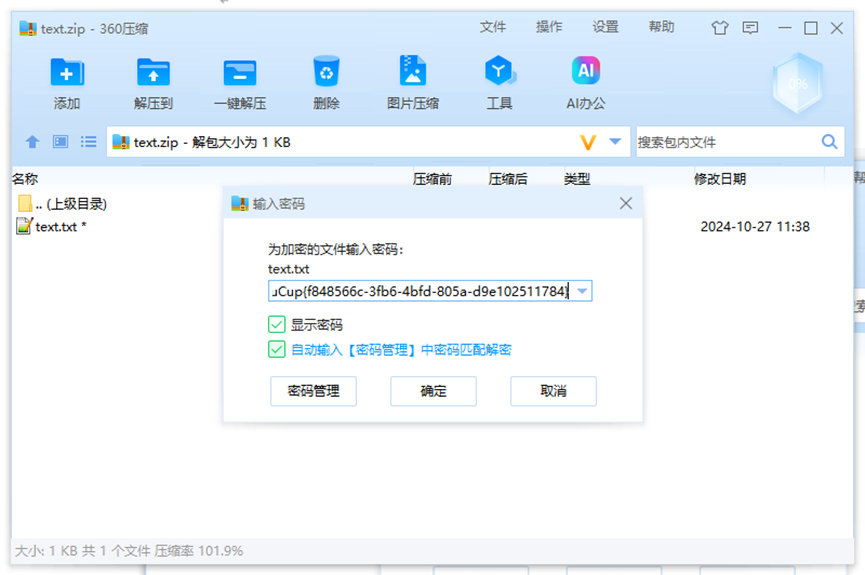 text.zip - 360压缩
文件 操作 设置 帮助
添加 解压到 一键解压 删除 图片压缩 工具 AI办公
AI
0%
text.zip - 解包大小为 1 KB
搜索包内文件
名称 压缩前 压缩后 类型 修改日期
.. (上级目录)
text.txt * 2024-10-27 11:38
输入密码
为加密的文件输入密码:
text.txt
uCup{f848566c-3fb6-4bfd-805a-d9e102511784}
显示密码
自动输入【密码管理】中密码匹配解密
密码管理 确定 取消
大小: 1 KB 共 1 个文件 压缩率 101.9%